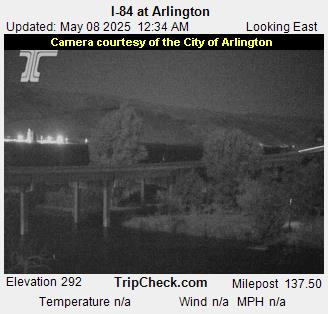 I-84 at Arlington
Updated: May 08 2025 12:34 AM Looking East
Camera courtesy of the City of Arlington
Elevation 292 TripCheck.com Milepost 137.50
Temperature n/a Wind n/a MPH n/a